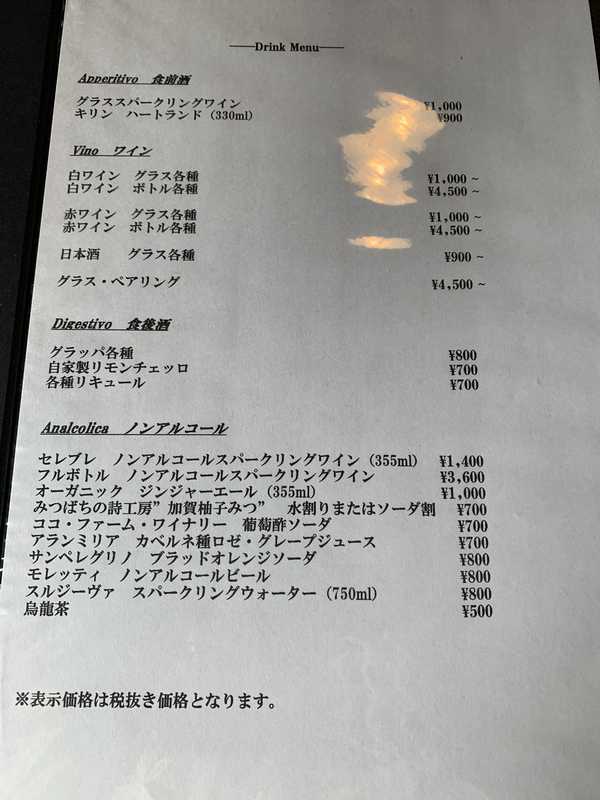 Drink Menu
Apperitivo 食前酒
グラススパークリングワイン ¥1,000
キリン ハートランド（330ml） ¥900
Vino ワイン
白ワイン グラス各種 ¥1,000～
白ワイン ボトル各種 ¥4,500～
赤ワイン グラス各種 ¥1,000～
赤ワイン ボトル各種 ¥4,500～
日本酒 グラス各種 ¥900～
グラス・ペアリング ¥4,500～
Digestivo 食後酒
グラッパ各種 ¥800
自家製リモンチェッロ ¥700
各種リキュール ¥700
Analcolica ノンアルコール
セレブレ ノンアルコールスパークリングワイン（355ml） ¥1,400
フルボトル ノンアルコールスパークリングワイン ¥3,600
オーガニック ジンジャーエール（355ml） ¥1,000
みつばちの詩工房”加賀柚子みつ” 水割りまたはソーダ割 ¥700
ココ・ファーム・ワイナリー 葡萄酢ソーダ ¥700
アランミリア カベルネ種ロゼ・グレープジュース ¥700
サンペレグリノ ブラッドオレンジソーダ ¥800
モレッティ ノンアルコールビール ¥800
スルジーヴァ スパークリングウォーター（750ml） ¥800
烏龍茶 ¥500
※表示価格は税抜き価格となります。